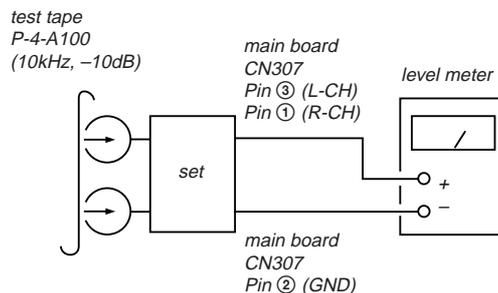 test tape
P-4-A100
(10kHz, –10dB)
main board
CN307
Pin ③ (L-CH)
Pin ① (R-CH)
level meter
set
+
–
main board
CN307
Pin ② (GND)